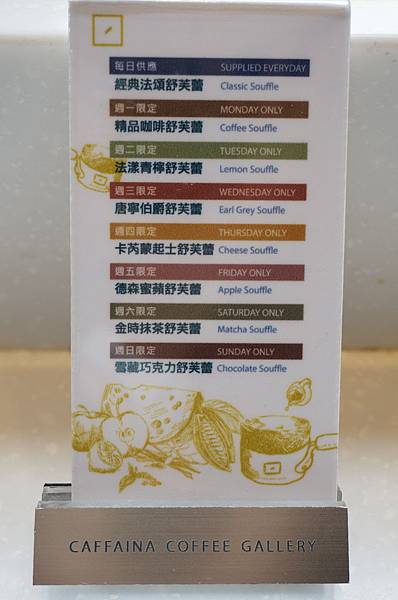 每日供應 SUPPLIED EVERYDAY
經典法頌舒芙蕾 Classic Souffle
週一限定 MONDAY ONLY
精品咖啡舒芙蕾 Coffee Souffle
週二限定 TUESDAY ONLY
法漾青檸舒芙蕾 Lemon Souffle
週三限定 WEDNESDAY ONLY
唐寧伯爵舒芙蕾 Earl Grey Souffle
週四限定 THURSDAY ONLY
卡芮蒙起士舒芙蕾 Cheese Souffle
週五限定 FRIDAY ONLY
德森蜜蘋舒芙蕾 Apple Souffle
週六限定 SATURDAY ONLY
金時抹茶舒芙蕾 Matcha Souffle
週日限定 SUNDAY ONLY
雪藏巧克力舒芙蕾 Chocolate Souffle
CAFFAINA COFFEE GALLERY